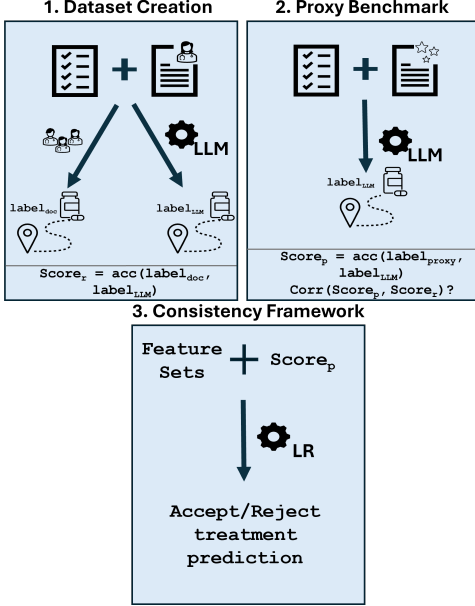 1. Dataset Creation
LLM
label_doc
label_LLM
Score_r = acc(label_doc,
label_LLM)
2. Proxy Benchmark
LLM
label_LLM
Score_p = acc(label_proxy,
label_LLM)
Corr(Score_p, Score_r)?
3. Consistency Framework
Feature
Sets
Score_p
LR
Accept/Reject
treatment
prediction